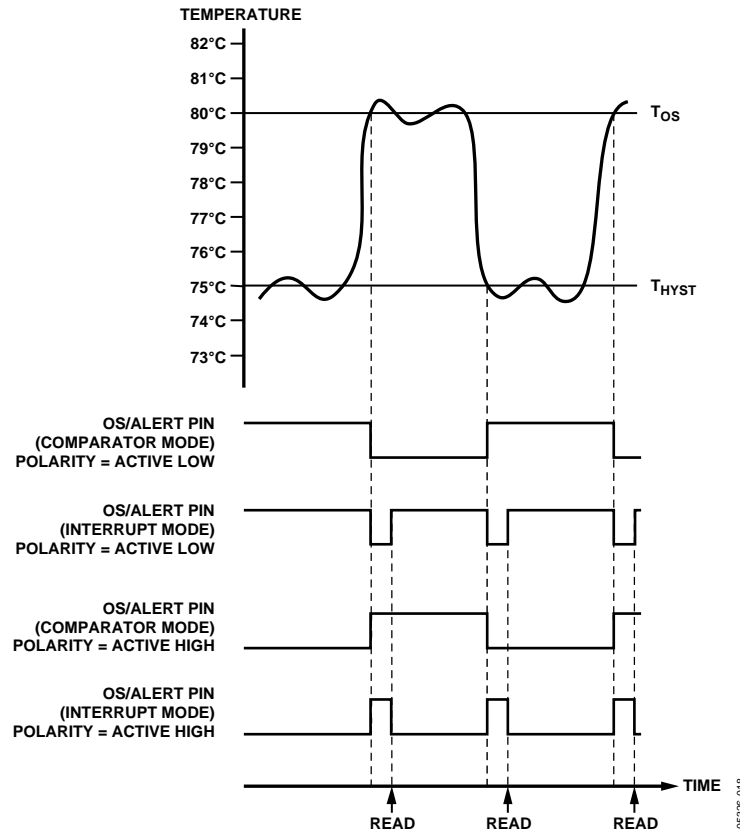 TEMPERATURE
82°C
81°C
80°C
79°C
78°C
77°C
76°C
75°C
74°C
73°C
TOS
THYST
OS/ALERT PIN
(COMPARATOR MODE)
POLARITY = ACTIVE LOW
OS/ALERT PIN
(INTERRUPT MODE)
POLARITY = ACTIVE LOW
OS/ALERT PIN
(COMPARATOR MODE)
POLARITY = ACTIVE HIGH
OS/ALERT PIN
(INTERRUPT MODE)
POLARITY = ACTIVE HIGH
TIME
READ
READ
READ